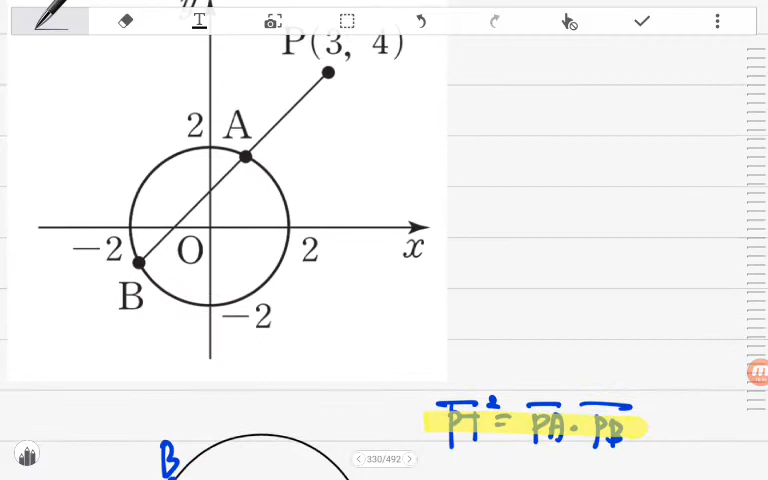 y
T
P(3, 4)
2 A
-2 O 2 x
B
-2
PT² = PA · PB
B
330/492